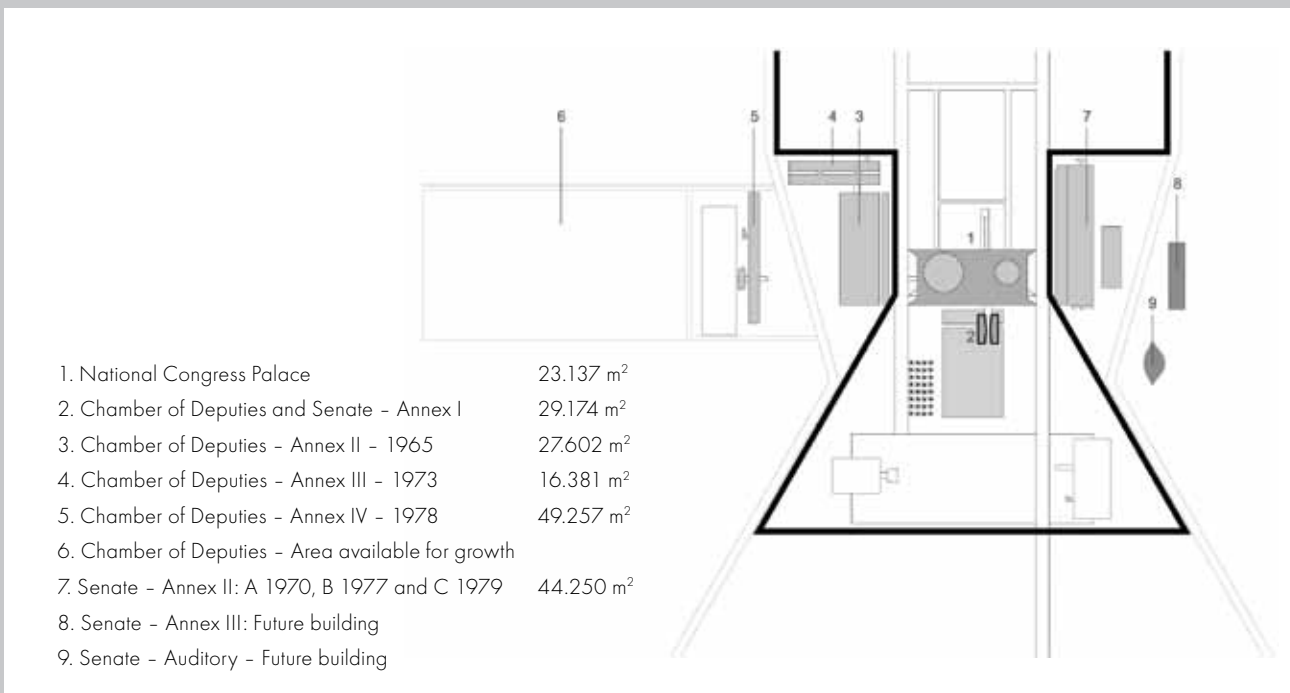 6 5 4 3 7
8
1
9
2
1. National Congress Palace 23.137 m²
2. Chamber of Deputies and Senate – Annex I 29.174 m²
3. Chamber of Deputies – Annex II – 1965 27.602 m²
4. Chamber of Deputies – Annex III – 1973 16.381 m²
5. Chamber of Deputies – Annex IV – 1978 49.257 m²
6. Chamber of Deputies – Area available for growth
7. Senate – Annex II: A 1970, B 1977 and C 1979 44.250 m²
8. Senate – Annex III: Future building
9. Senate – Auditory – Future building